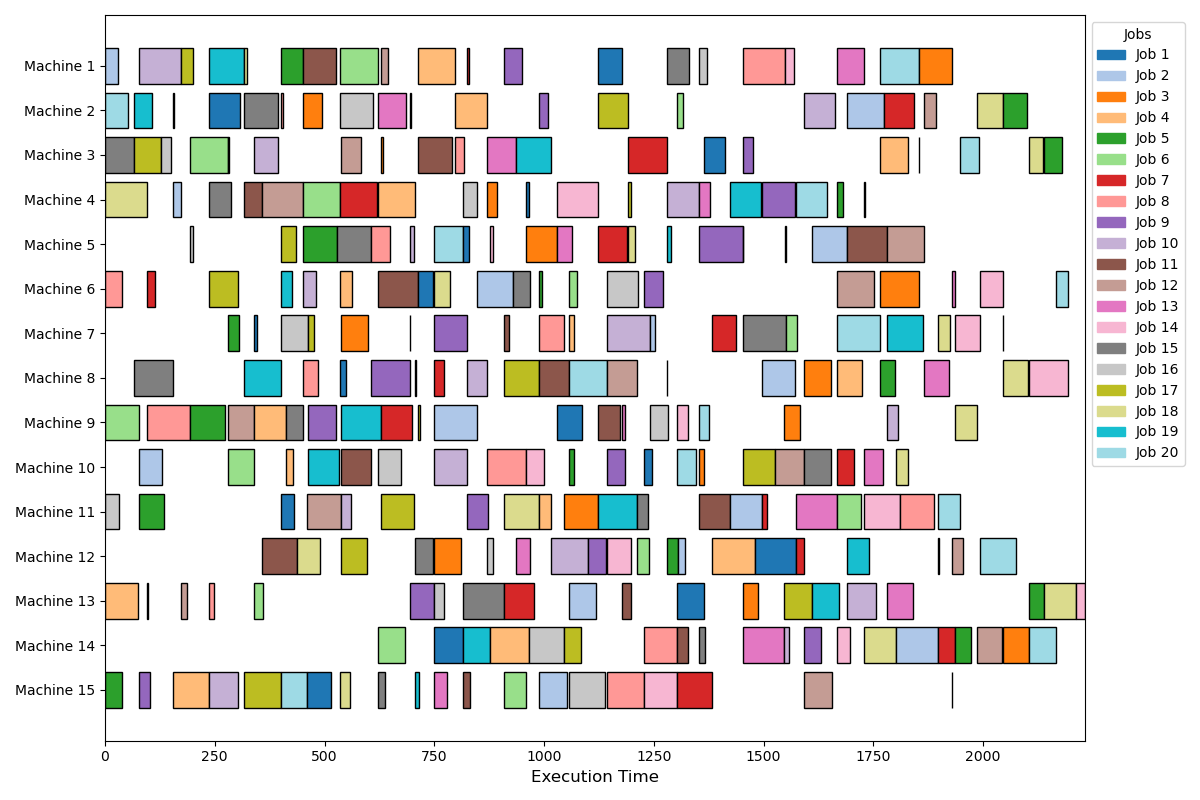 Machine 1
Machine 2
Machine 3
Machine 4
Machine 5
Machine 6
Machine 7
Machine 8
Machine 9
Machine 10
Machine 11
Machine 12
Machine 13
Machine 14
Machine 15
0 250 500 750 1000 1250 1500 1750 2000
Execution Time
Jobs
Job 1
Job 2
Job 3
Job 4
Job 5
Job 6
Job 7
Job 8
Job 9
Job 10
Job 11
Job 12
Job 13
Job 14
Job 15
Job 16
Job 17
Job 18
Job 19
Job 20